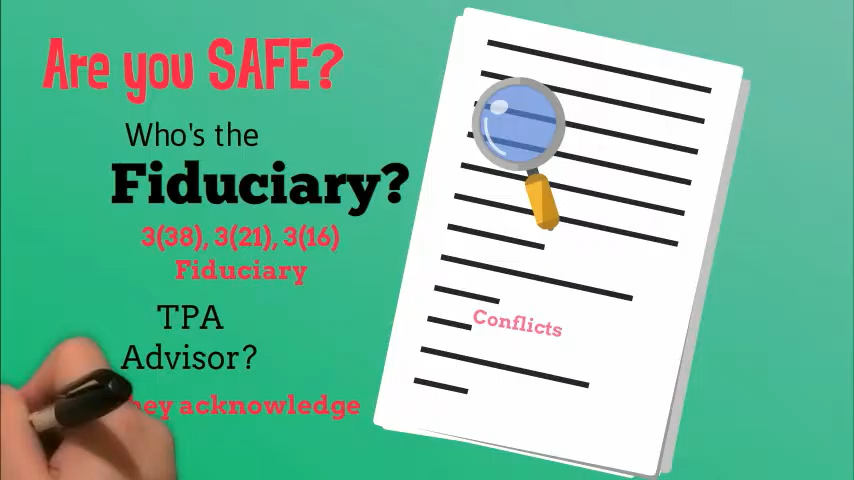 Are you SAFE?
Who's the
Fiduciary?
3(38), 3(21), 3(16)
Fiduciary
TPA
Advisor?
acknowledge
Conflicts